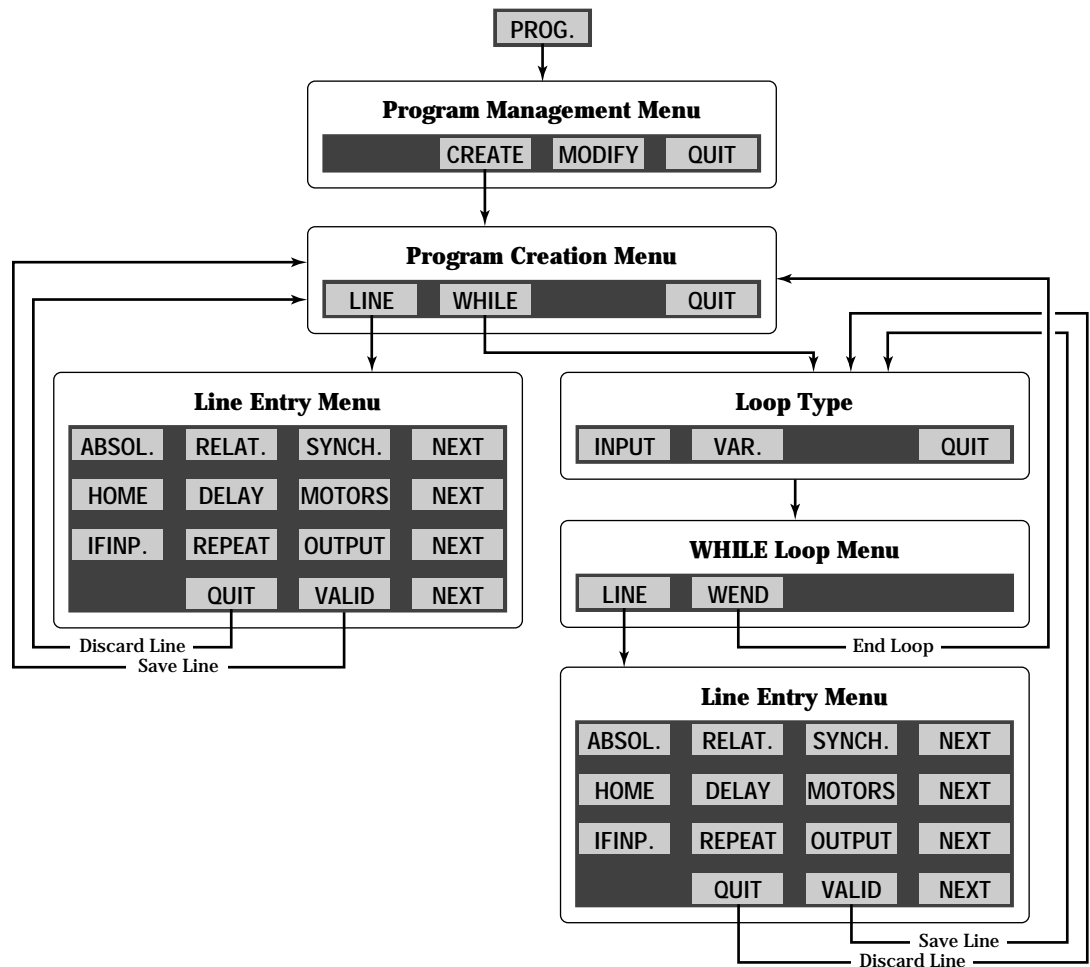 PROG.
Program Management Menu
CREATE MODIFY QUIT
Program Creation Menu
LINE WHILE QUIT
Line Entry Menu
ABSOL. RELAT. SYNCH. NEXT
HOME DELAY MOTORS NEXT
IFINP. REPEAT OUTPUT NEXT
QUIT VALID NEXT
Discard Line
Save Line
Loop Type
INPUT VAR. QUIT
WHILE Loop Menu
LINE WEND
End Loop
Line Entry Menu
ABSOL. RELAT. SYNCH. NEXT
HOME DELAY MOTORS NEXT
IFINP. REPEAT OUTPUT NEXT
QUIT VALID NEXT
Save Line
Discard Line